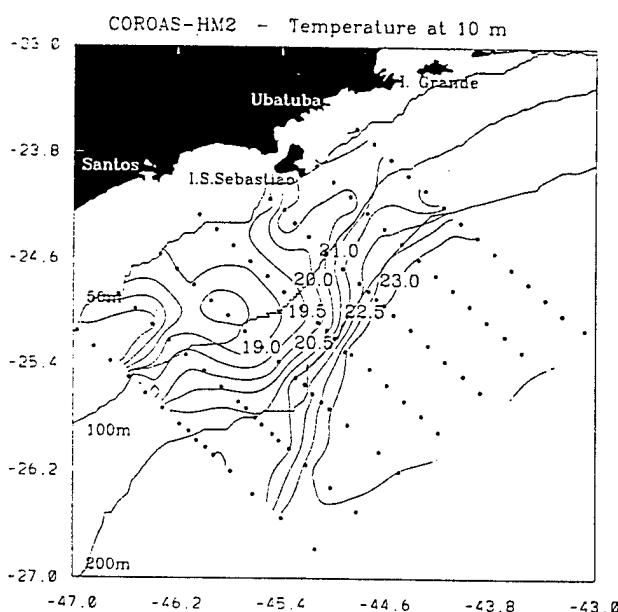 COROAS-HM2 - Temperature at 10 m
-23.0
I. Grande
Ubatuba
-23.8
Santos
I.S.Sebastiao
-24.6
21.0
20.0
23.0
50m
19.5
22.5
19.0
20.5
-25.4
100m
-26.2
200m
-27.0
-47.0
-46.2
-45.4
-44.6
-43.8
-43.0